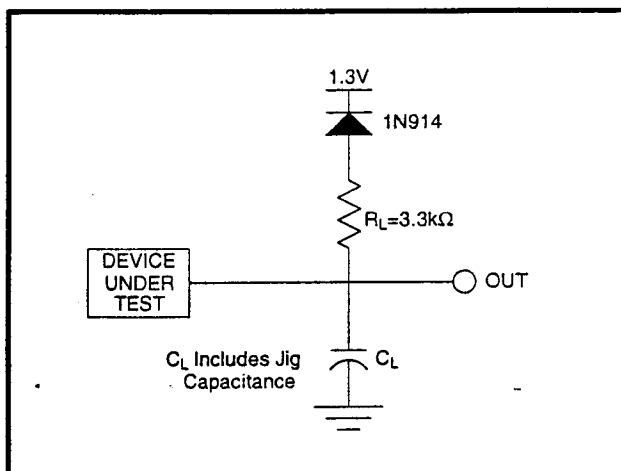 1.3V
1N914
R_L=3.3kΩ
DEVICE
UNDER
TEST
OUT
C_L Includes Jig
Capacitance
C_L